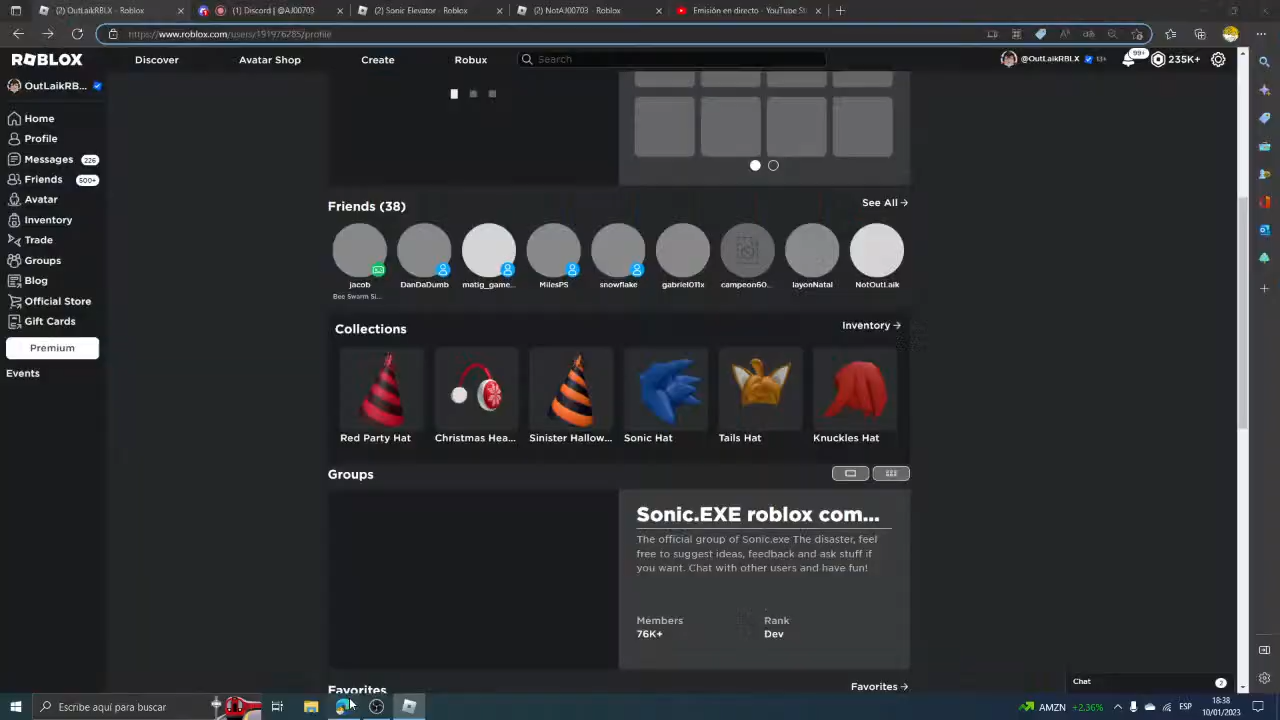 OutLaikRBLX - Roblox
Discord | @AJ00703
(2) Sonic Elevator - Roblox
(2) NotAJ00703 - Roblox
Emisión en directo - YouTube St
https://www.roblox.com/users/191976285/profile
ROBLOX
Discover
Avatar Shop
Create
Robux
Search
@OutLaikRBLX
13+
99+
235K+
OutLaikRB...
Home
Profile
Messages 226
Friends 500+
Avatar
Inventory
Trade
Groups
Blog
Official Store
Gift Cards
Premium
Events
Friends (38)
See All →
jacob
Bee Swarm Si...
DanDaDumb
matig_game...
MilesPS
snowflake
gabriel011x
campeon60...
layonNatal
NotOutLaik
Collections
Inventory →
Red Party Hat
Christmas Hea...
Sinister Hallow...
Sonic Hat
Tails Hat
Knuckles Hat
Groups
Sonic.EXE roblox com...
The official group of Sonic.exe The disaster, feel
free to suggest ideas, feedback and ask stuff if
you want. Chat with other users and have fun!
Members
76K+
Rank
Dev
Favorites
Favorites →
Chat
2
Escribe aquí para buscar
AMZN +2.36%
ESP
18:38
10/01/2023